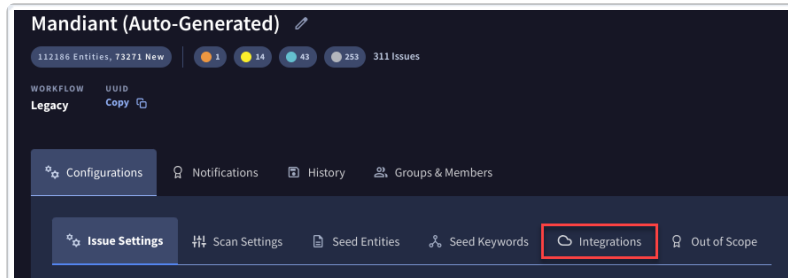 Mandiant (Auto-Generated)
112186 Entities, 73271 New 1 14 43 253 311 Issues
WORKFLOW UUID
Legacy Copy
Configurations Notifications History Groups & Members
Issue Settings Scan Settings Seed Entities Seed Keywords Integrations Out of Scope